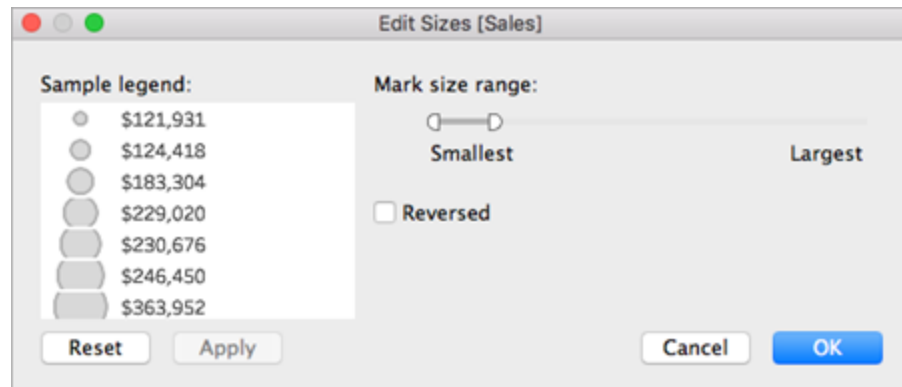 Edit Sizes [Sales]
Sample legend:
$121,931
$124,418
$183,304
$229,020
$230,676
$246,450
$363,952
Mark size range:
Smallest
Largest
Reversed
Reset
Apply
Cancel
OK